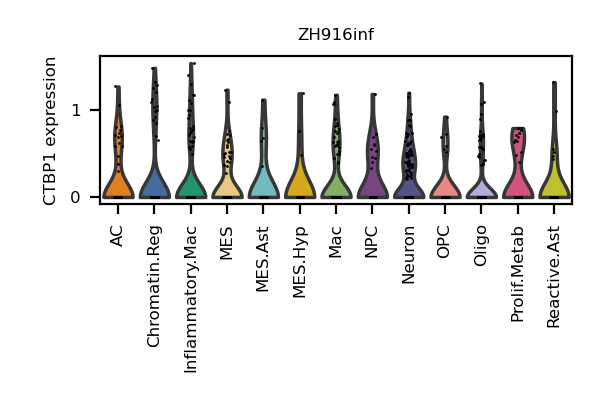 ZH916inf
CTBP1 expression
1
0
AC
Chromatin.Reg
Inflammatory.Mac
MES
MES.Ast
MES.Hyp
Mac
NPC
Neuron
OPC
Oligo
Prolif.Metab
Reactive.Ast